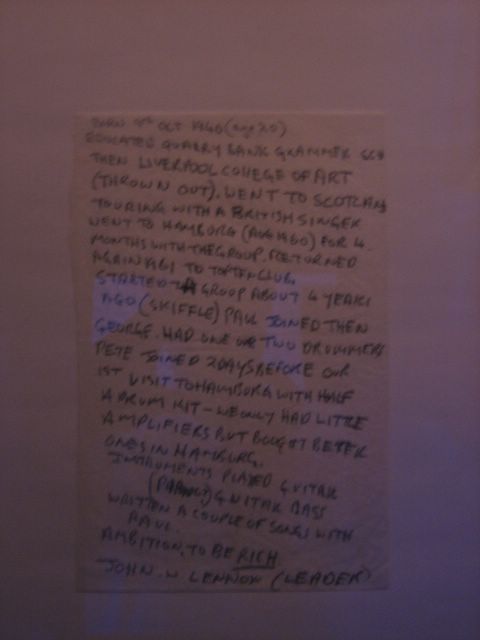 BORN 9TH OCT 1940 (age 20)
EDUCATED QUARRY BANK GRAMMER SCH
THEN LIVERPOOL COLLEGE OF ART
(THROWN OUT). WENT TO SCOTLAND
TOURING WITH A BRITISH SINGER
WENT TO HAMBURG (AUG 1960) FOR 4
MONTHS WITH THE GROUP. RETURNED
AGAIN 1961 TO TOP TEN CLUB.
STARTED A GROUP ABOUT 4 YEARS
AGO (SKIFFLE) PAUL JOINED THEN
GEORGE. HAD ONE OR TWO DRUMMERS
PETE JOINED 2 DAYS BEFORE OUR
1ST VISIT TO HAMBURG WITH HALF
A DRUM KIT - WE ONLY HAD LITTLE
AMPLIFIERS BUT BOUGHT BETTER
ONES IN HAMBURG.
INSTRUMENTS PLAYED GUITAR
GUITAR BASS
WRITTEN A COUPLE OF SONGS WITH
PAUL.
AMBITION, TO BE RICH
JOHN. W LENNON (LEADER)